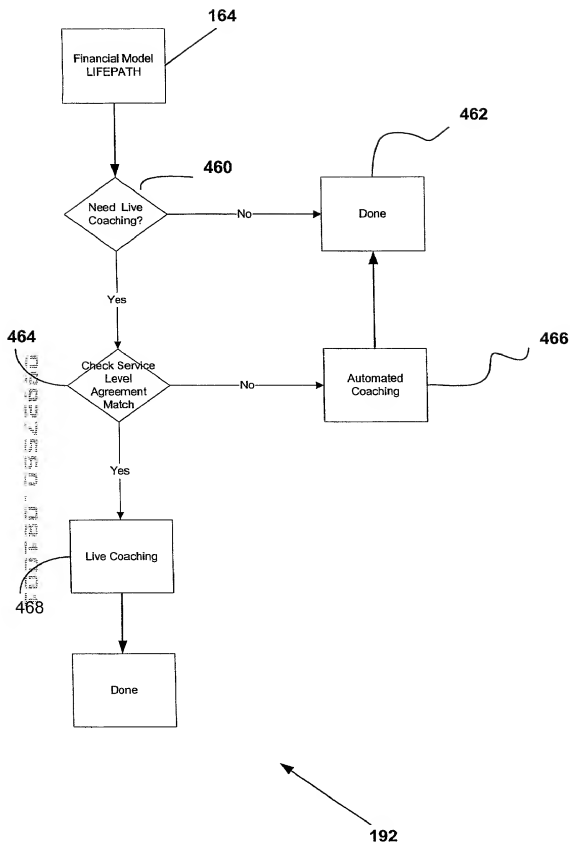 164
Financial Model
LIFEPATH
462
460
Need Live
Coaching?
No
Done
Yes
464
466
Check Service
Level
Agreement
Match
No
Automated
Coaching
Yes
Live Coaching
468
Done
192